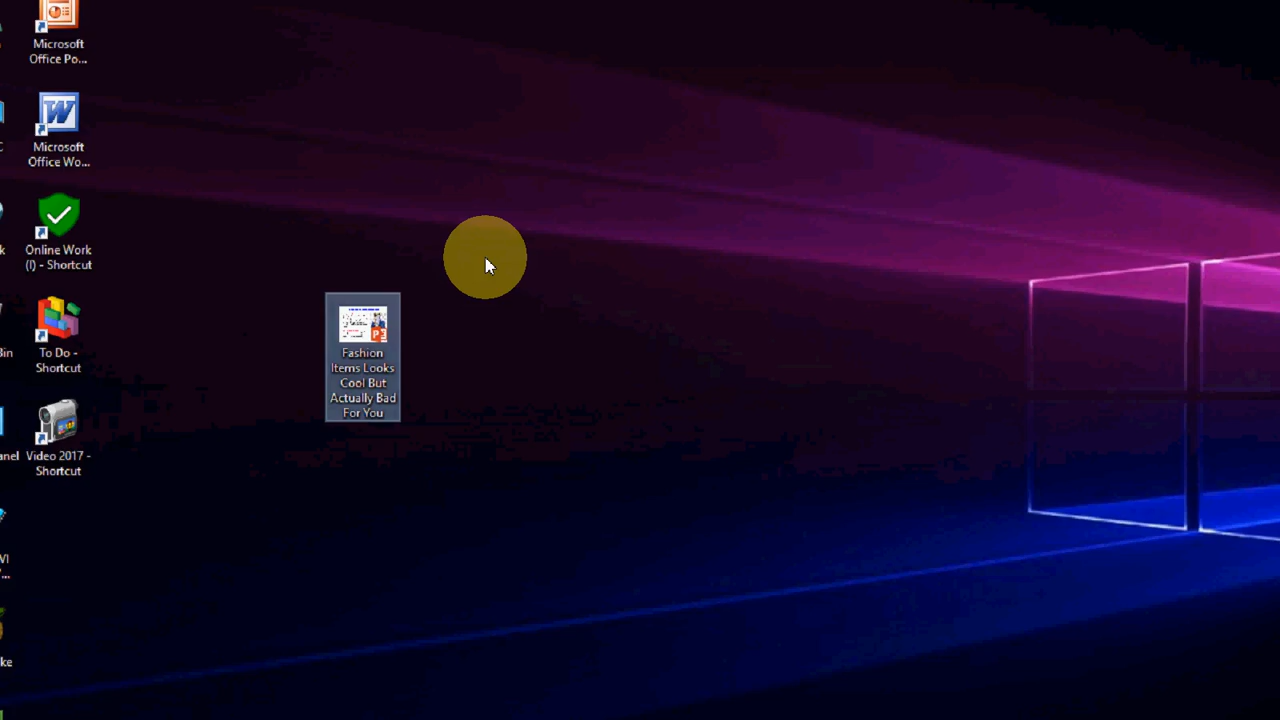 Microsoft
Office Po...
Microsoft
Office Wo...
Online Work
(I) - Shortcut
To Do -
Shortcut
Video 2017 -
Shortcut
Fashion
Items Looks
Cool But
Actually Bad
For You